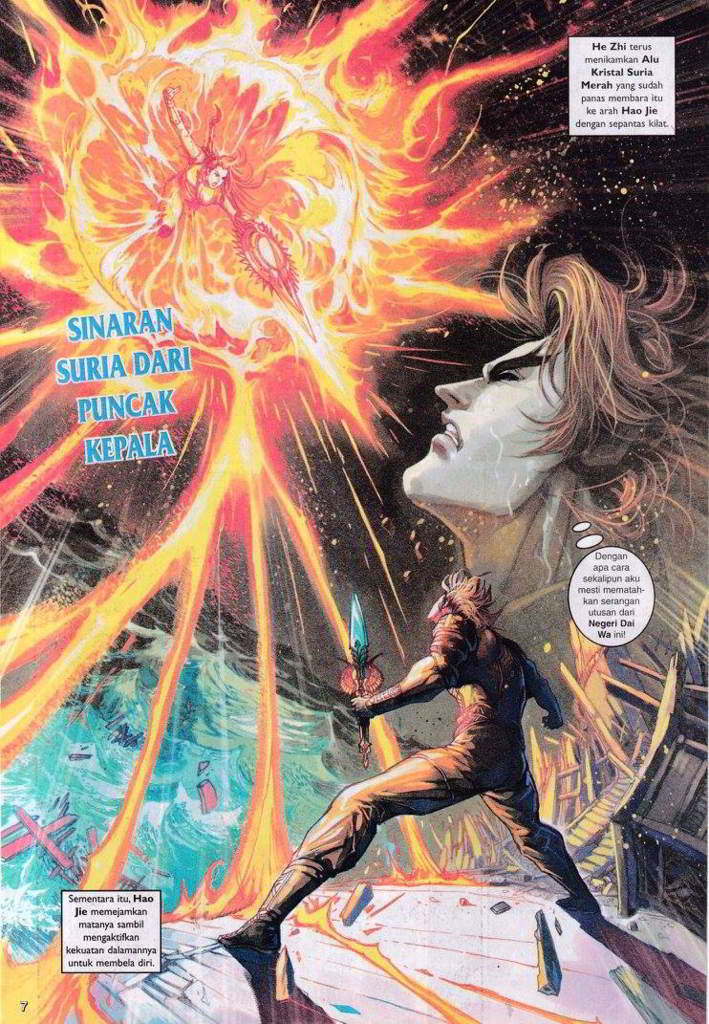 He Zhi terus
menikamkan Alu
Kristal Suria
Merah yang sudah
panas membara itu
ke arah Hao Jie
dengan sepantas kilat.
SINARAN
SURIA DARI
PUNCAK
KEPALA
Dengan
apa cara
sekalipun aku
mesti mematah-
kan serangan
utusan dari
Negeri Dai
Wa ini!
Sementara itu, Hao
Jie memejamkan
matanya sambil
mengaktifkan
kekuatan dalamannya
untuk membela diri.
7